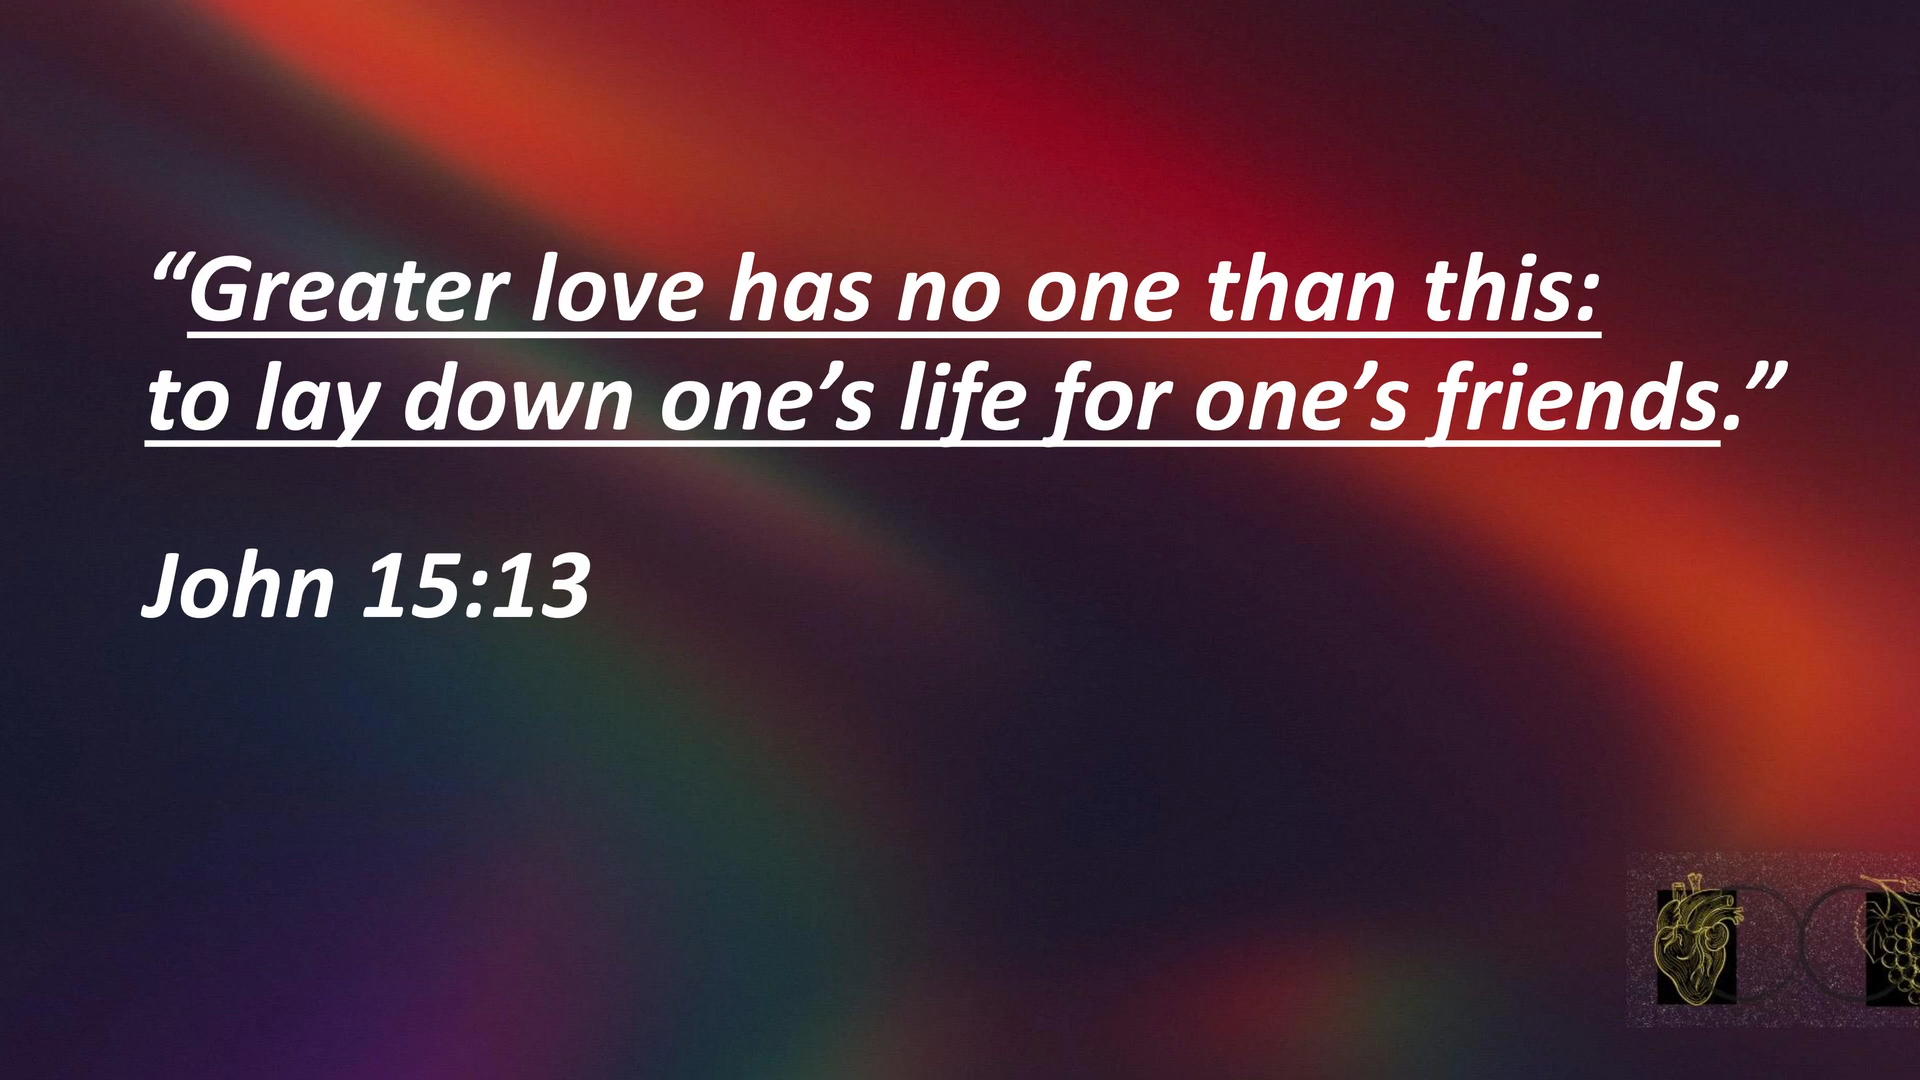 “Greater love has no one than this:
to lay down one’s life for one’s friends.”
John 15:13